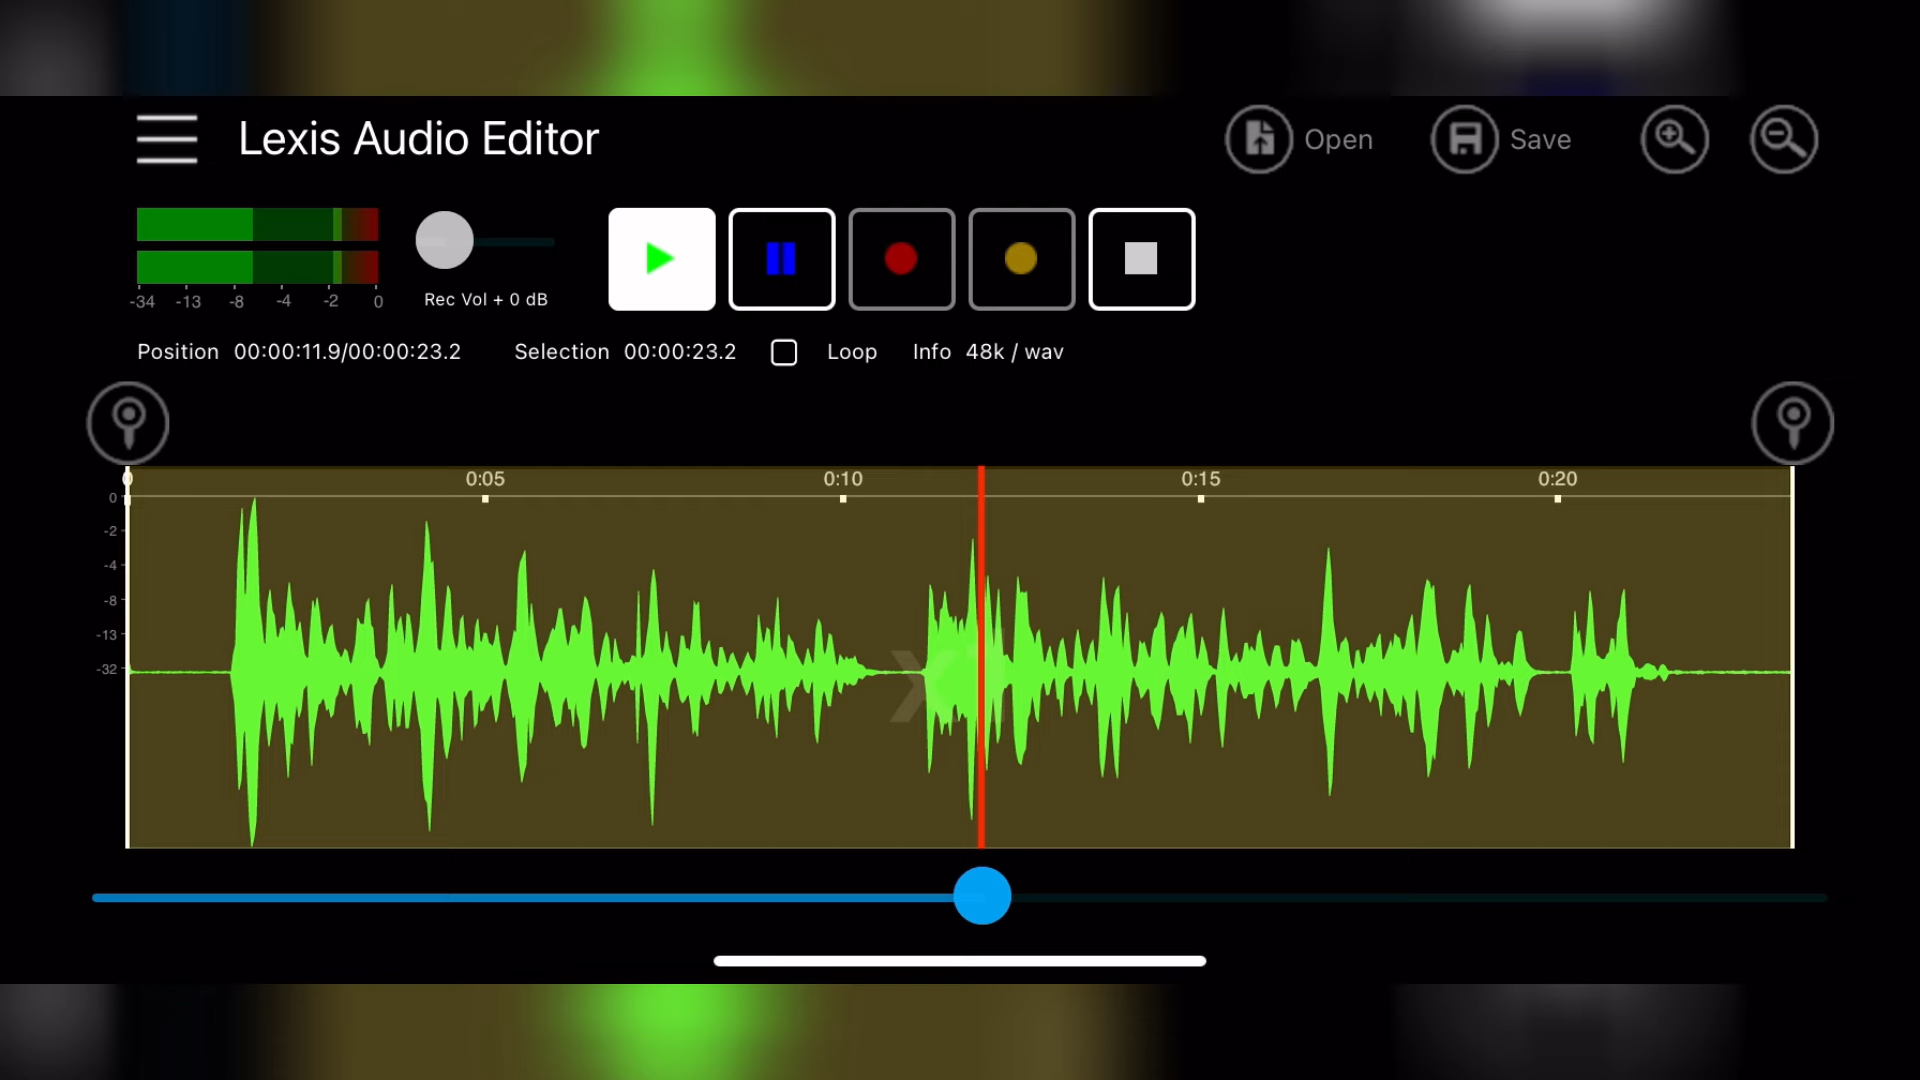 Lexis Audio Editor
Open
Save
-34 -13 -8 -4 -2 0
Rec Vol + 0 dB
Position 00:00:11.9/00:00:23.2 Selection 00:00:23.2 Loop Info 48k / wav
0 0:05 0:10 0:15 0:20
0
-2
-4
-8
-13
-32
X1